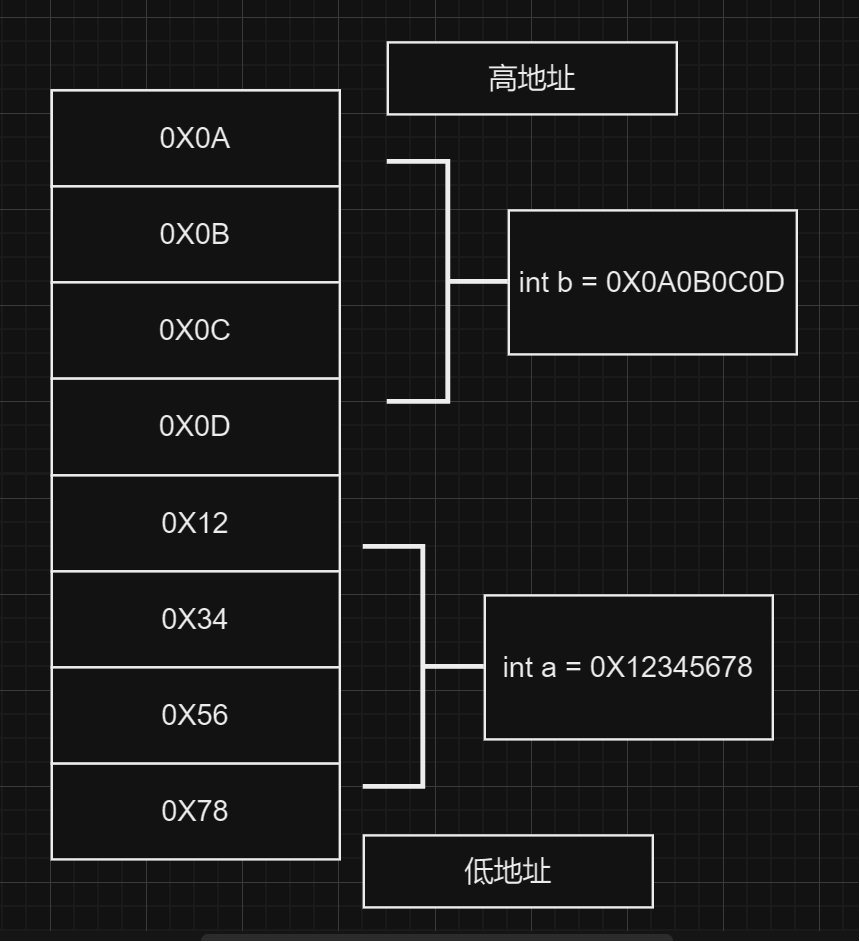 高地址
0X0A
0X0B
0X0C
0X0D
int b = 0X0A0B0C0D
0X12
0X34
0X56
0X78
int a = 0X12345678
低地址